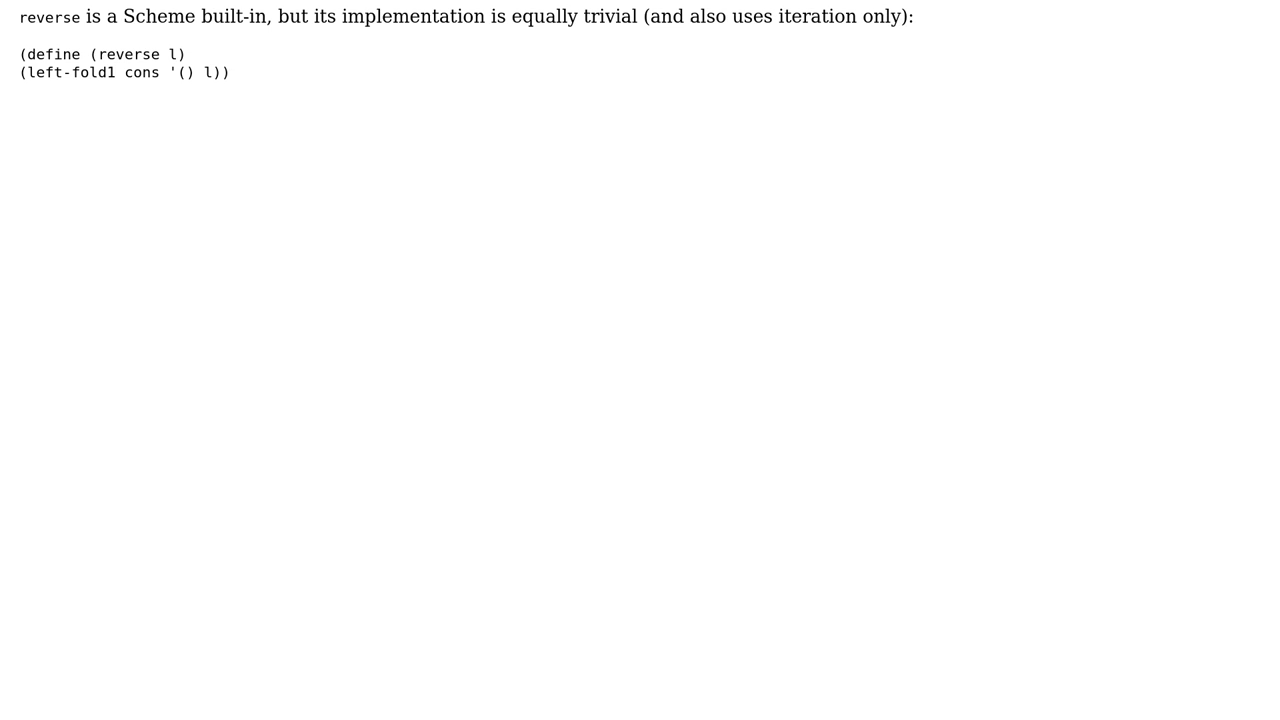 reverse is a Scheme built-in, but its implementation is equally trivial (and also uses iteration only):
(define (reverse l)
(left-fold1 cons '() l))